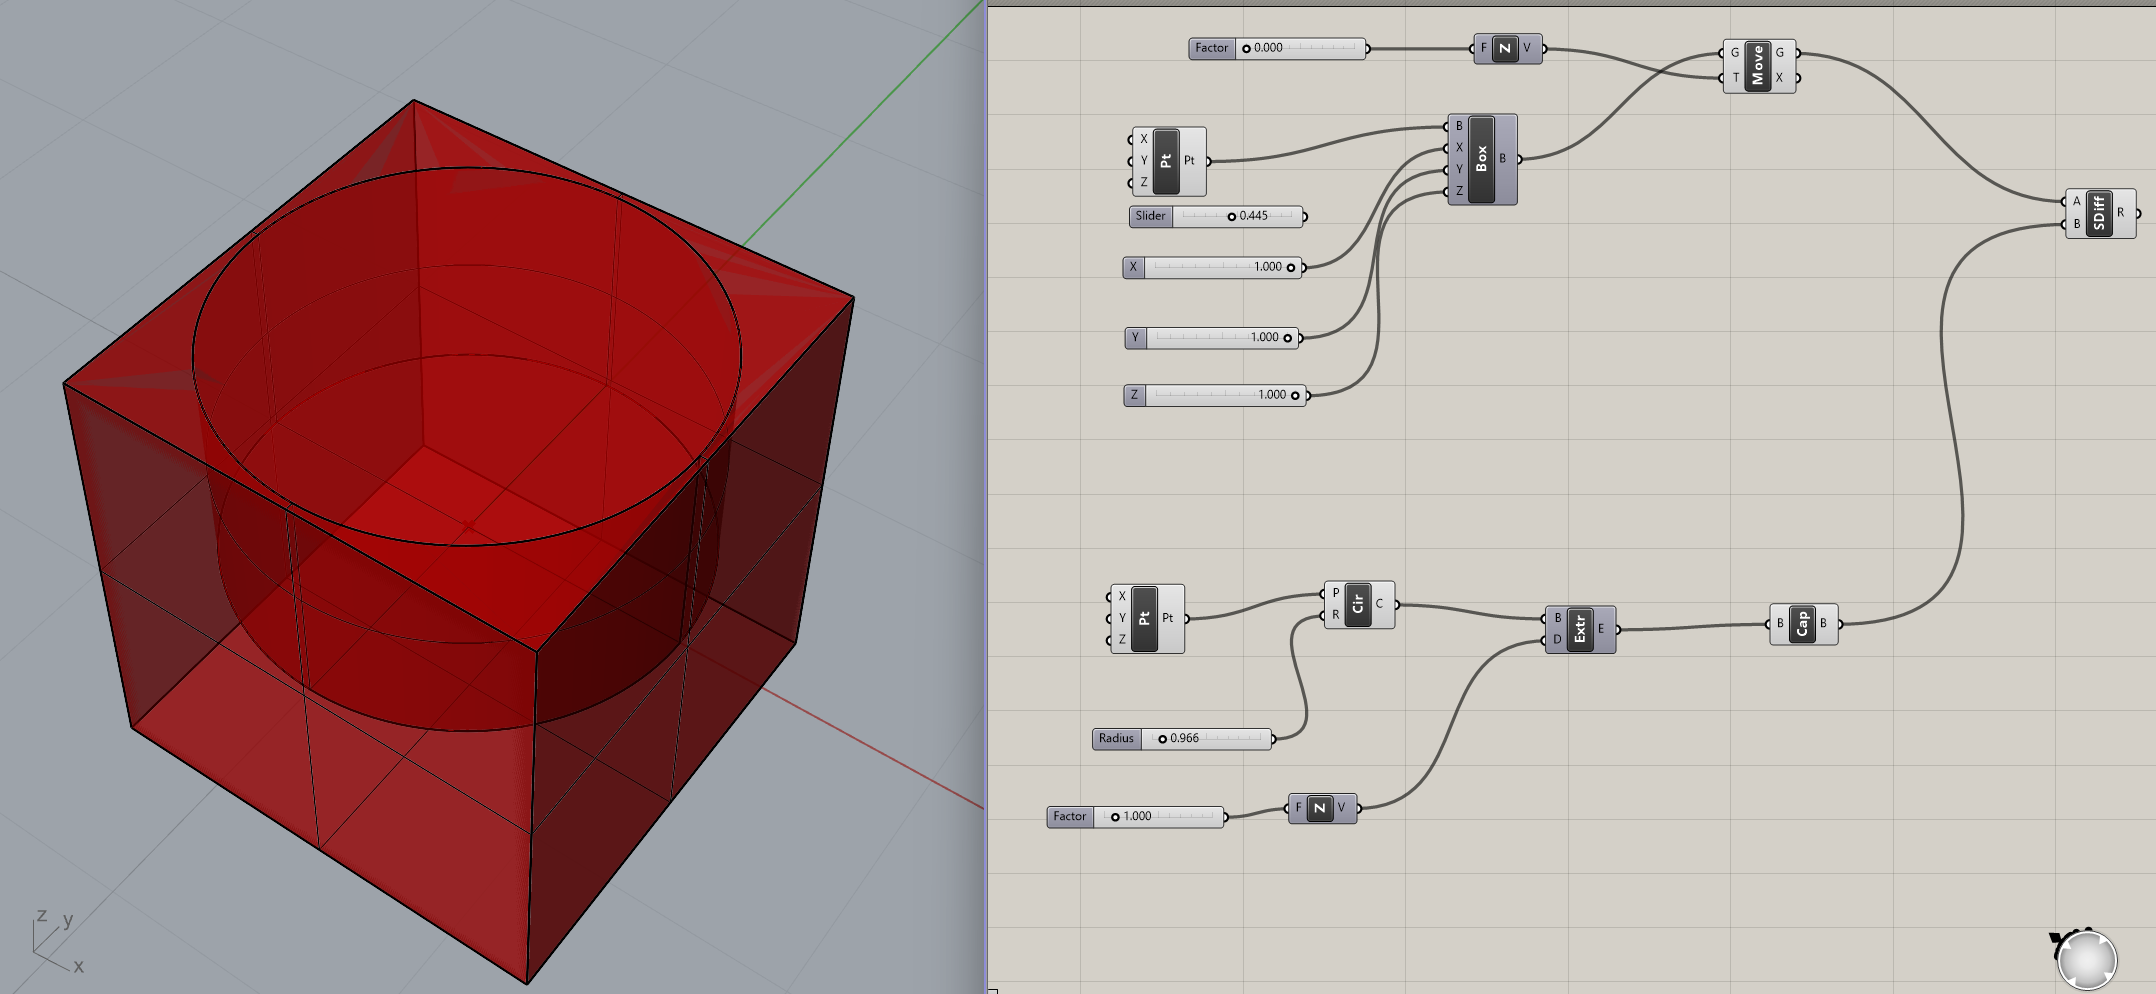 Factor 0.000
F Z V
G Move G
T X
X Pt Pt
Y
Z
B Box B
X
Y
Z
Slider 0.445
A SDiff R
B
X 1.000
Y 1.000
Z 1.000
X Pt Pt
Y
Z
P Cir C
R
B Extr E
D
B Cap B
Radius 0.966
Factor 1.000
F Z V
z y
x